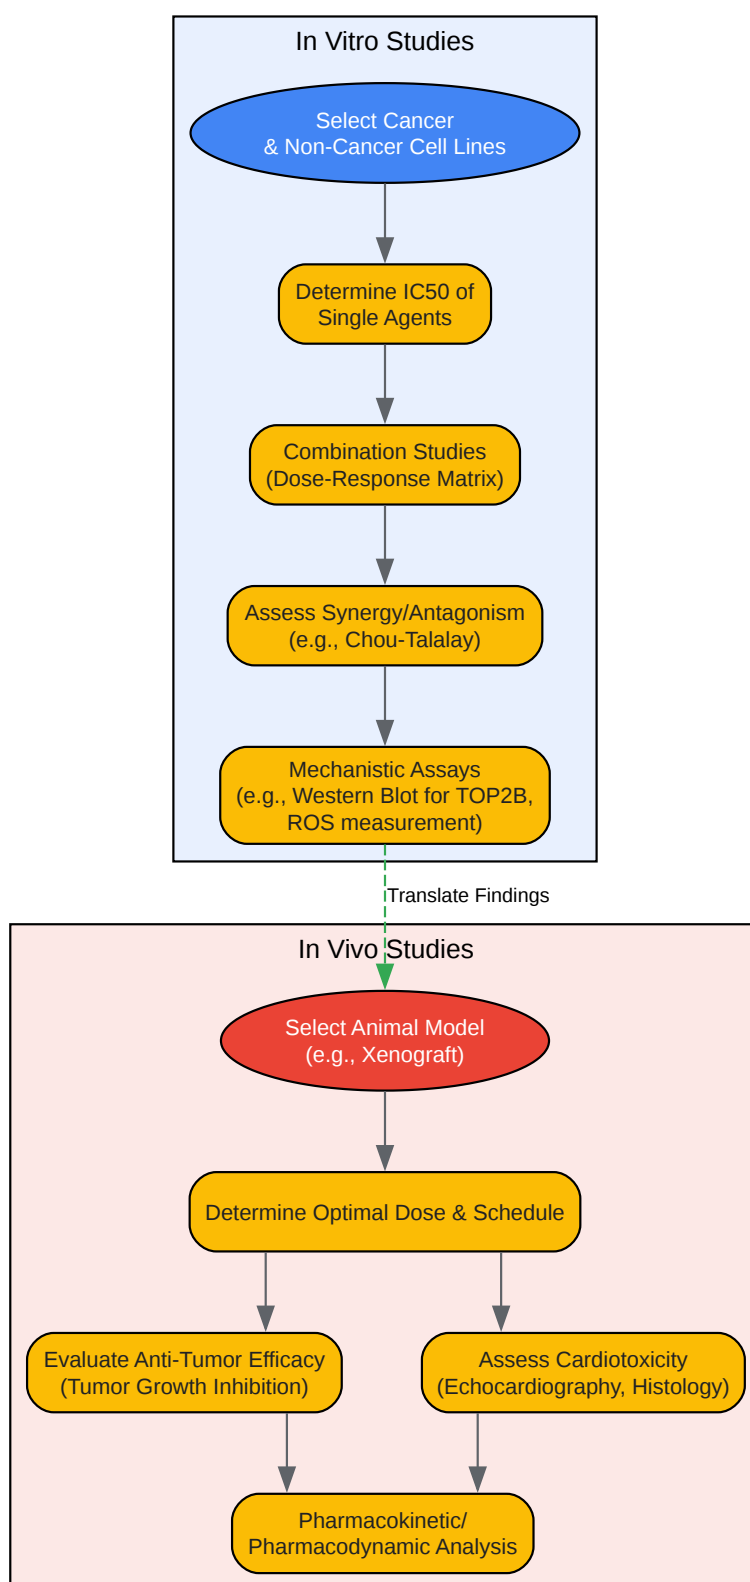 In Vitro Studies
Select Cancer
& Non-Cancer Cell Lines
Determine IC50 of
Single Agents
Combination Studies
(Dose-Response Matrix)
Assess Synergy/Antagonism
(e.g., Chou-Talalay)
Mechanistic Assays
(e.g., Western Blot for TOP2B,
ROS measurement)
Translate Findings
In Vivo Studies
Select Animal Model
(e.g., Xenograft)
Determine Optimal Dose & Schedule
Evaluate Anti-Tumor Efficacy
(Tumor Growth Inhibition)
Assess Cardiotoxicity
(Echocardiography, Histology)
Pharmacokinetic/
Pharmacodynamic Analysis